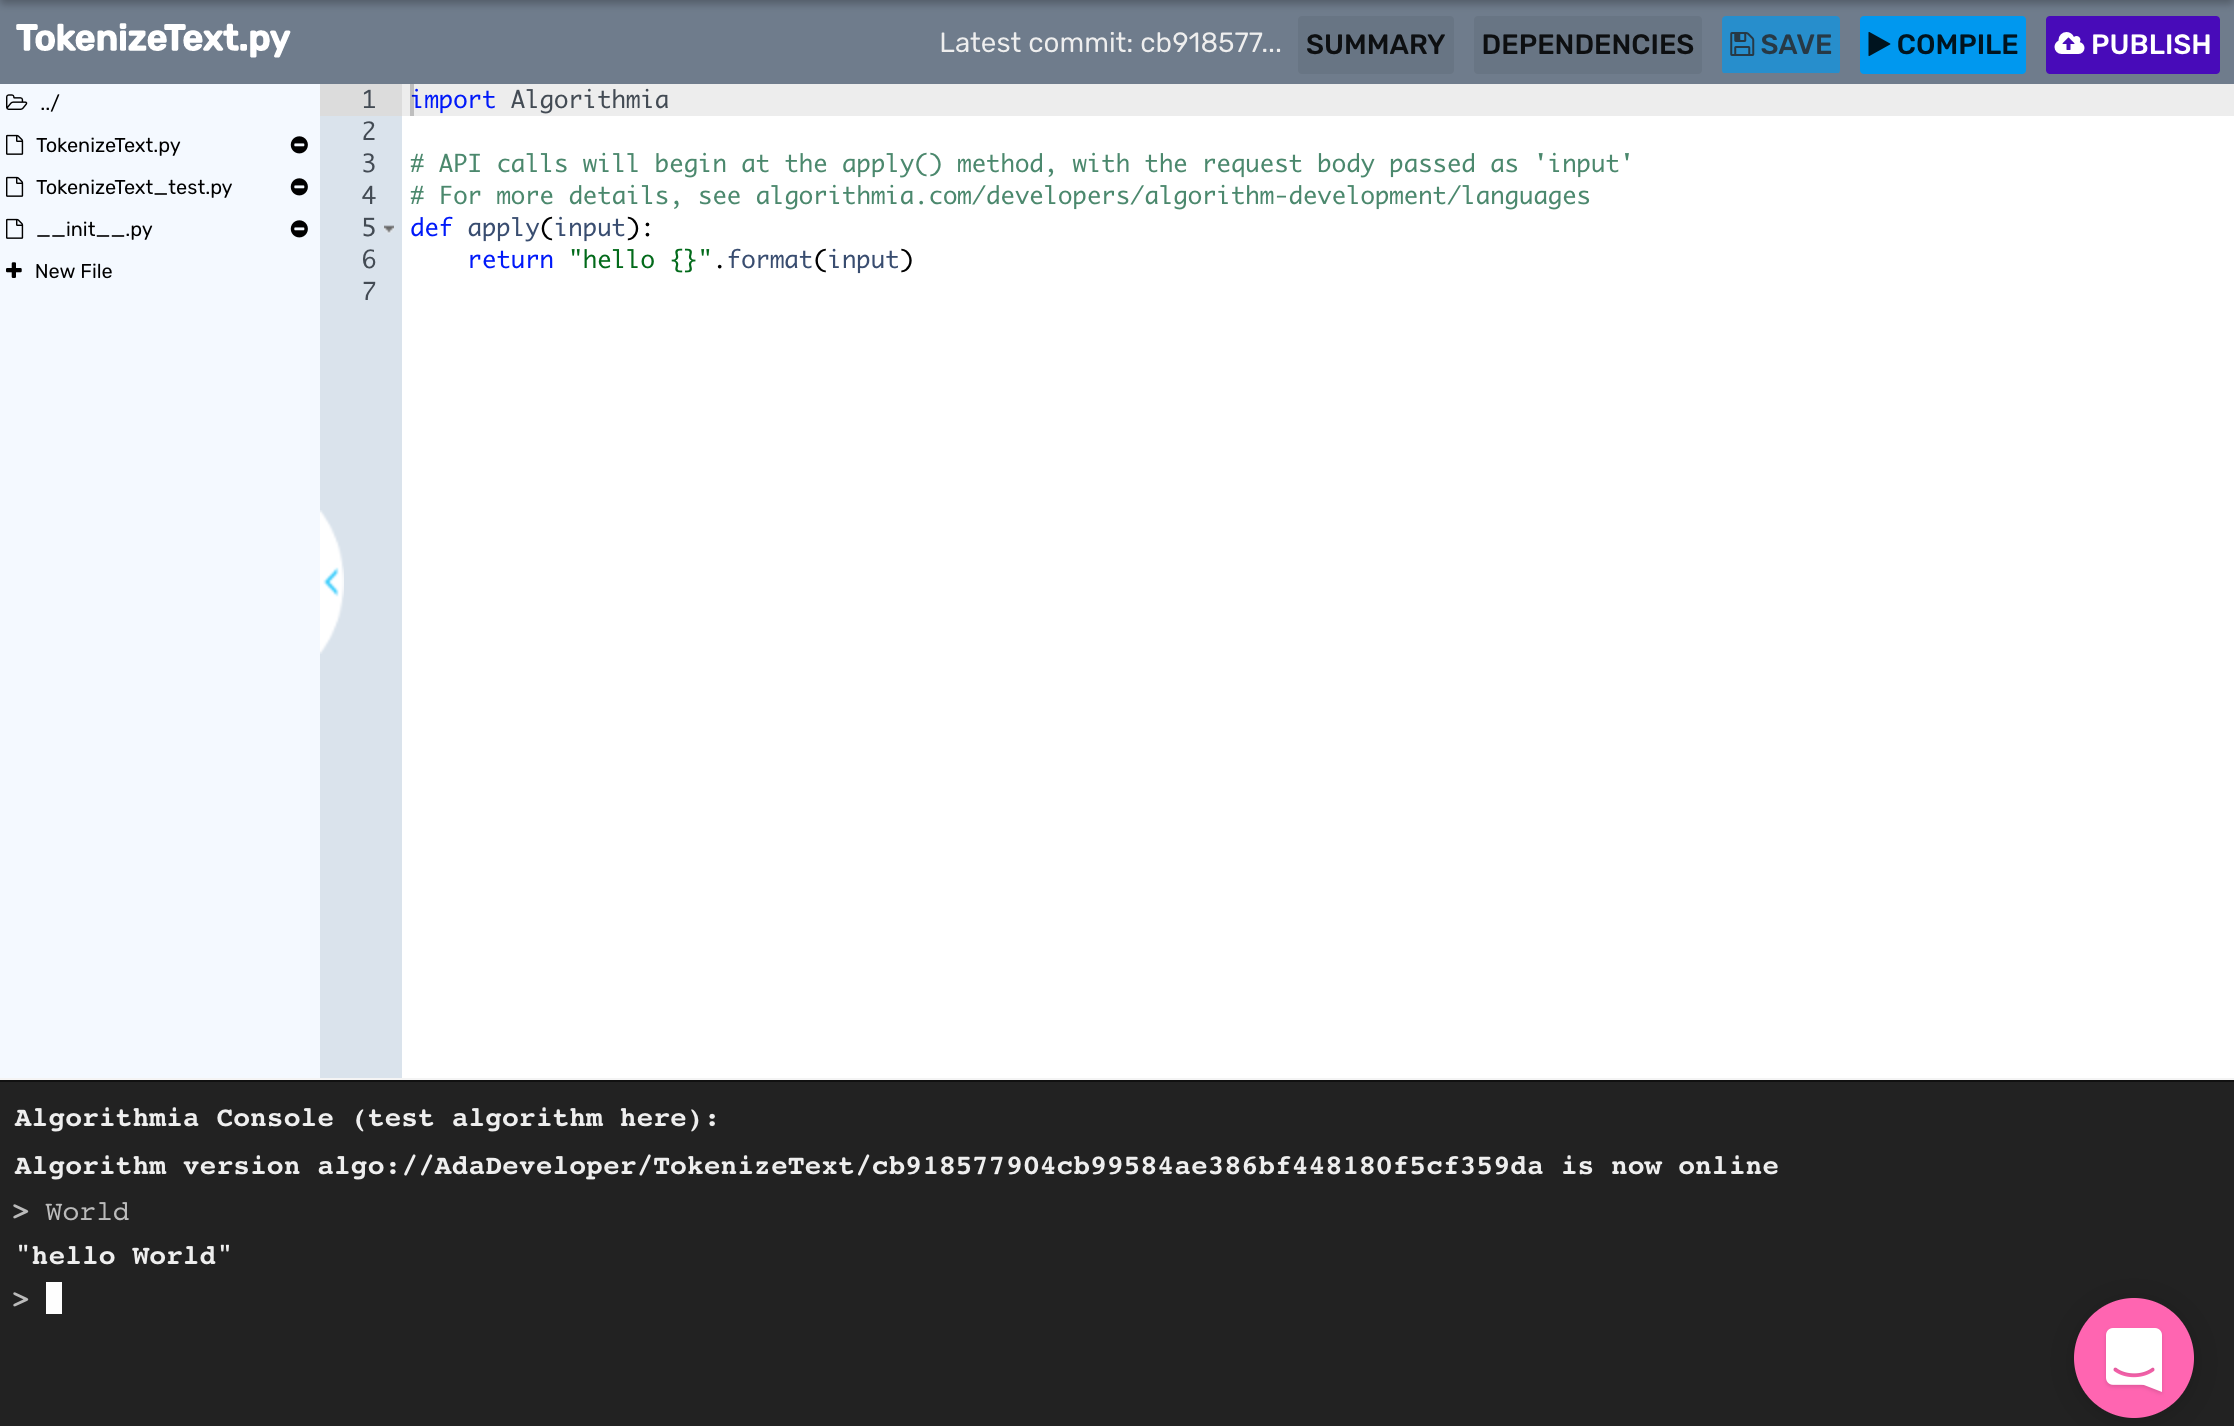 TokenizeText.py
Latest commit: cb918577... SUMMARY DEPENDENCIES SAVE COMPILE PUBLISH
../
TokenizeText.py
TokenizeText_test.py
__init__.py
New File
1 import Algorithmia
2
3 # API calls will begin at the apply() method, with the request body passed as 'input'
4 # For more details, see algorithmia.com/developers/algorithm-development/languages
5 def apply(input):
6     return "hello {}".format(input)
7
Algorithmia Console (test algorithm here):
Algorithm version algo://AdaDeveloper/TokenizeText/cb918577904cb99584ae386bf448180f5cf359da is now online
> World
"hello World"
>